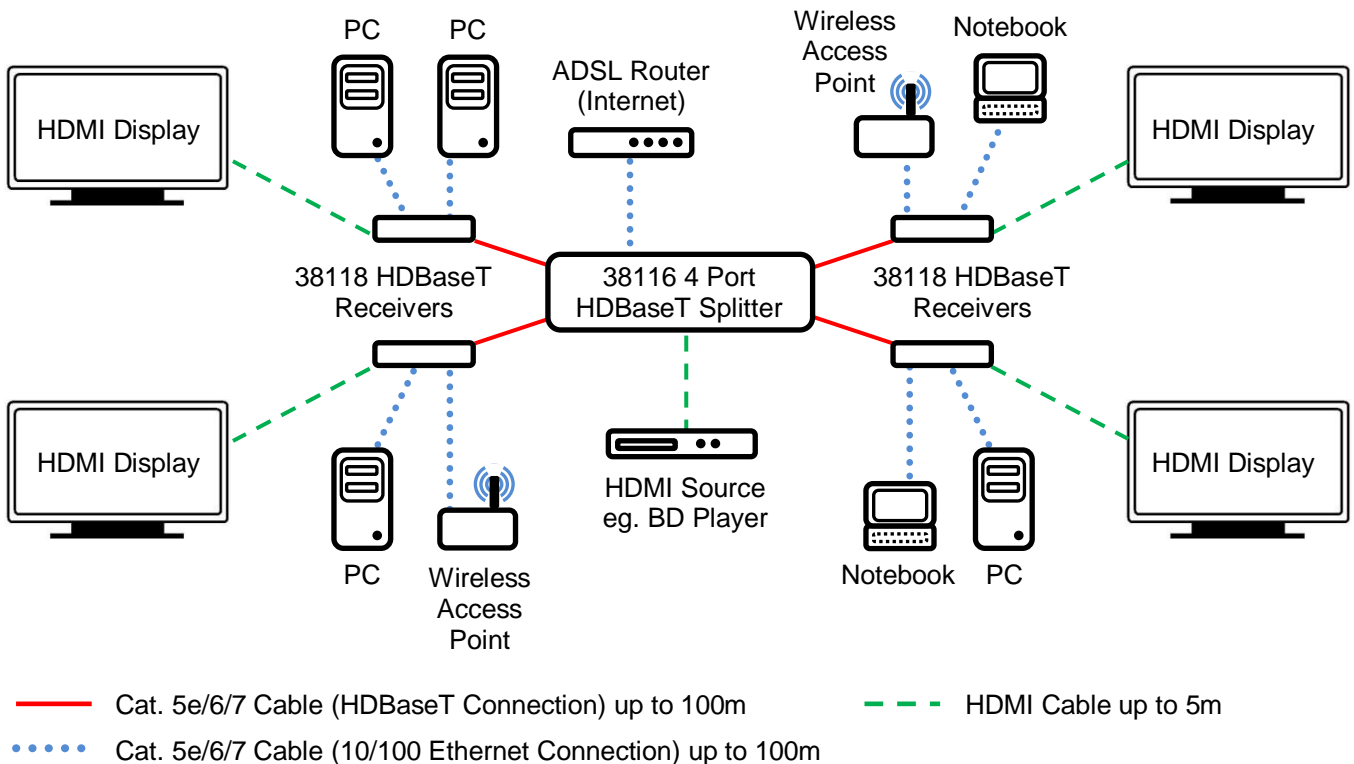 PC
PC
Wireless
Access
Point
Notebook
ADSL Router
(Internet)
HDMI Display
HDMI Display
38118 HDBaseT
Receivers
38116 4 Port
HDBaseT Splitter
38118 HDBaseT
Receivers
HDMI Display
HDMI Display
HDMI Source
eg. BD Player
PC
Wireless
Access
Point
Notebook
PC
Cat. 5e/6/7 Cable (HDBaseT Connection) up to 100m
HDMI Cable up to 5m
Cat. 5e/6/7 Cable (10/100 Ethernet Connection) up to 100m